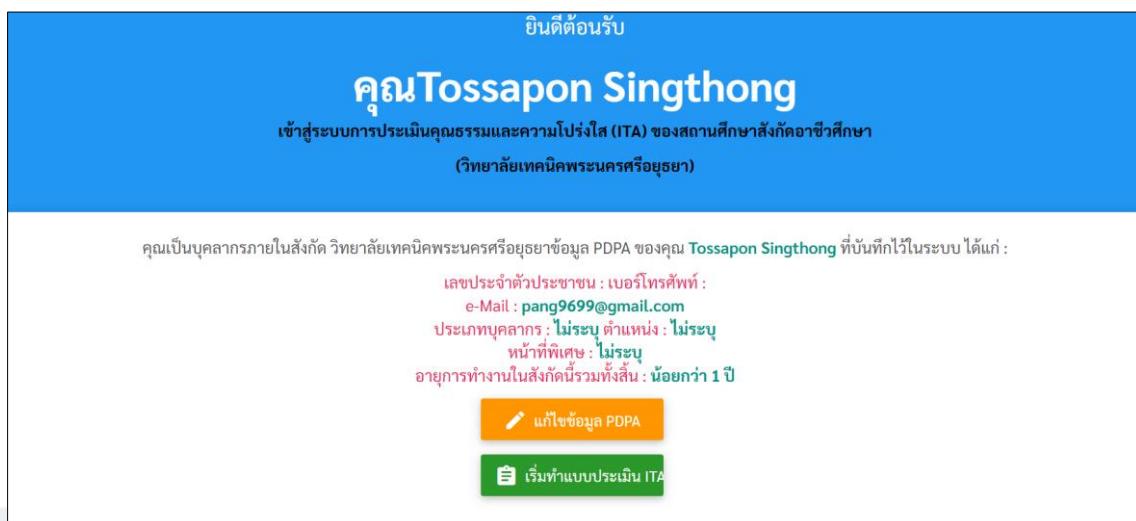 ยินดีต้อนรับ
คุณTossapon Singthong
เข้าสู่ระบบการประเมินคุณธรรมและความโปร่งใส (ITA) ของสถานศึกษาสังกัดอาชีวศึกษา
(วิทยาลัยเทคนิคพระนครศรีอยุธยา)
คุณเป็นบุคลากรภายในสังกัด วิทยาลัยเทคนิคพระนครศรีอยุธยาข้อมูล PDPA ของคุณ Tossapon Singthong ที่บันทึกไว้ในระบบ ได้แก่ :
เลขประจำตัวประชาชน : เบอร์โทรศัพท์ :
e-Mail : pang9699@gmail.com
ประเภทบุคลากร : ไม่ระบุ ตำแหน่ง : ไม่ระบุ
หน้าที่พิเศษ : ไม่ระบุ
อายุการทำงานในสังกัดนี้รวมทั้งสิ้น : น้อยกว่า 1 ปี
แก้ไขข้อมูล PDPA
เริ่มทำแบบประเมิน ITA